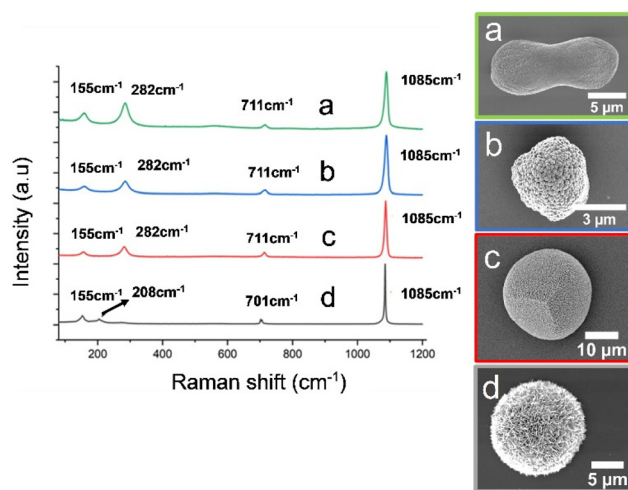 155cm-1 282cm-1 711cm-1 a 1085cm-1
155cm-1 282cm-1 711cm-1 b 1085cm-1
155cm-1 282cm-1 711cm-1 c 1085cm-1
155cm-1 208cm-1 701cm-1 d 1085cm-1
Intensity (a.u)
200 400 600 800 1000 1200
Raman shift (cm-1)
a
5 µm
b
3 µm
c
10 µm
d
5 µm